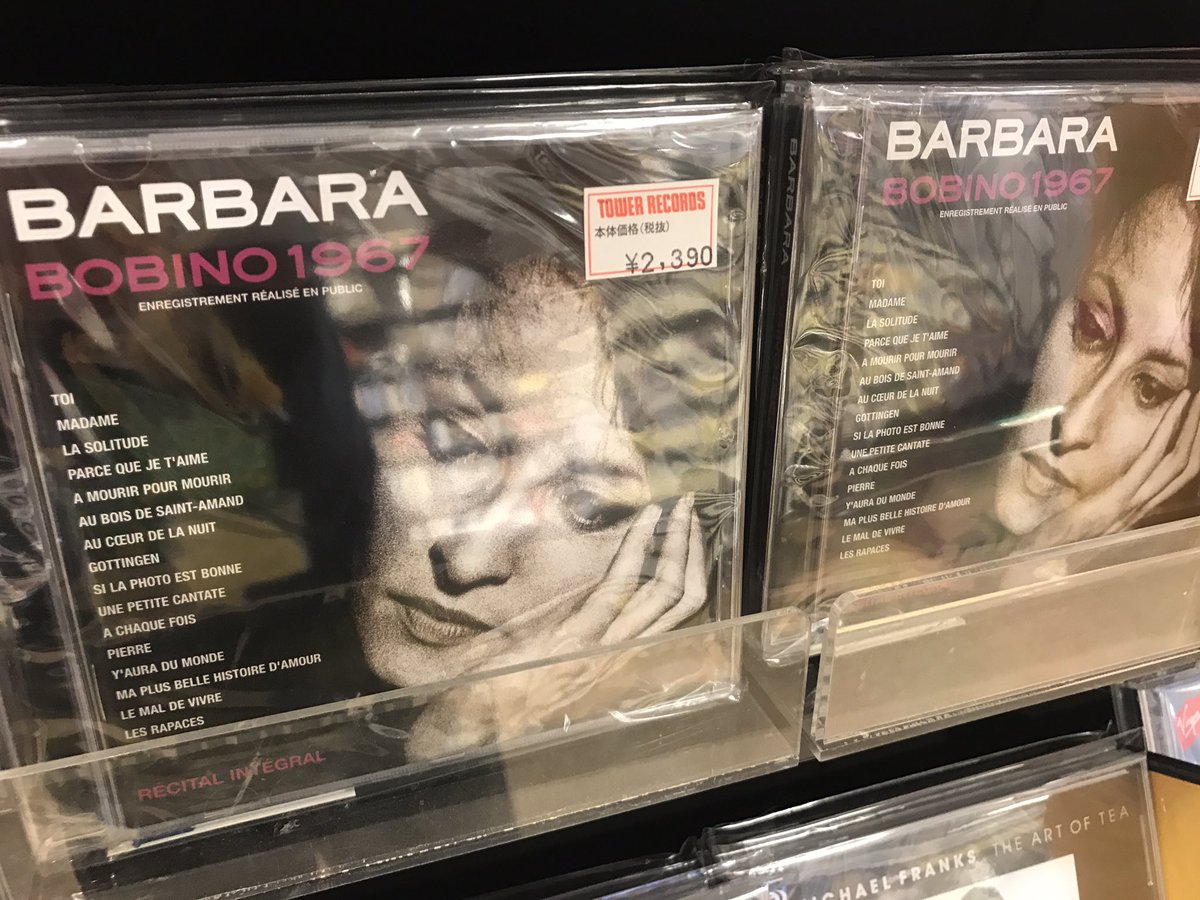 BARBARA
BOBINO 1967
ENREGISTREMENT RÉALISÉ EN PUBLIC
TOWER RECORDS
本体価格(税抜)
¥2,390
TOI
MADAME
LA SOLITUDE
PARCE QUE JE T'AIME
A MOURIR POUR MOURIR
AU BOIS DE SAINT-AMAND
AU CŒUR DE LA NUIT
GOTTINGEN
SI LA PHOTO EST BONNE
UNE PETITE CANTATE
A CHAQUE FOIS
PIERRE
Y'AURA DU MONDE
MA PLUS BELLE HISTOIRE D'AMOUR
LE MAL DE VIVRE
LES RAPACES
RÉCITAL INTÉGRAL
BARBARA
BARBARA
BOBINO 1967
ENREGISTREMENT RÉALISÉ EN PUBLIC
TOI
MADAME
LA SOLITUDE
PARCE QUE JE T'AIME
A MOURIR POUR MOURIR
AU BOIS DE SAINT-AMAND
AU CŒUR DE LA NUIT
GOTTINGEN
SI LA PHOTO EST BONNE
UNE PETITE CANTATE
A CHAQUE FOIS
PIERRE
Y'AURA DU MONDE
MA PLUS BELLE HISTOIRE D'AMOUR
LE MAL DE VIVRE
LES RAPACES
Virgin
MICHAEL FRANKS THE ART OF TEA